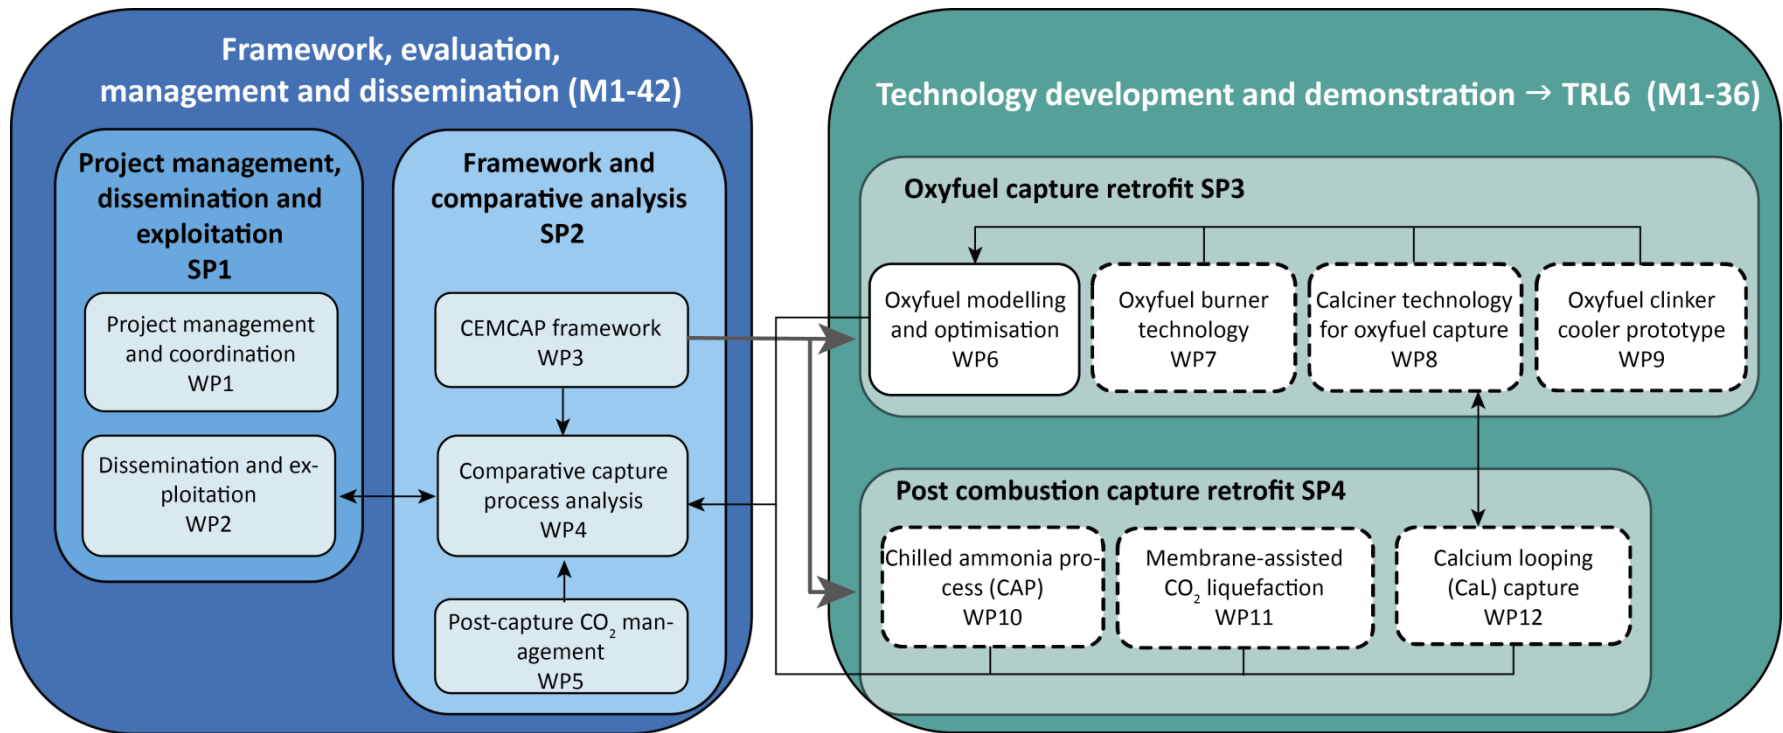 Framework, evaluation,
management and dissemination (M1-42)
Project management,
dissemination and
exploitation
SP1
Project management
and coordination
WP1
Dissemination and ex-
ploitation
WP2
Framework and
comparative analysis
SP2
CEMCAP framework
WP3
Comparative capture
process analysis
WP4
Post-capture CO₂ man-
agement
WP5
Technology development and demonstration → TRL6 (M1-36)
Oxyfuel capture retrofit SP3
Oxyfuel modelling
and optimisation
WP6
Oxyfuel burner
technology
WP7
Calciner technology
for oxyfuel capture
WP8
Oxyfuel clinker
cooler prototype
WP9
Post combustion capture retrofit SP4
Chilled ammonia pro-
cess (CAP)
WP10
Membrane-assisted
CO₂ liquefaction
WP11
Calcium looping
(CaL) capture
WP12